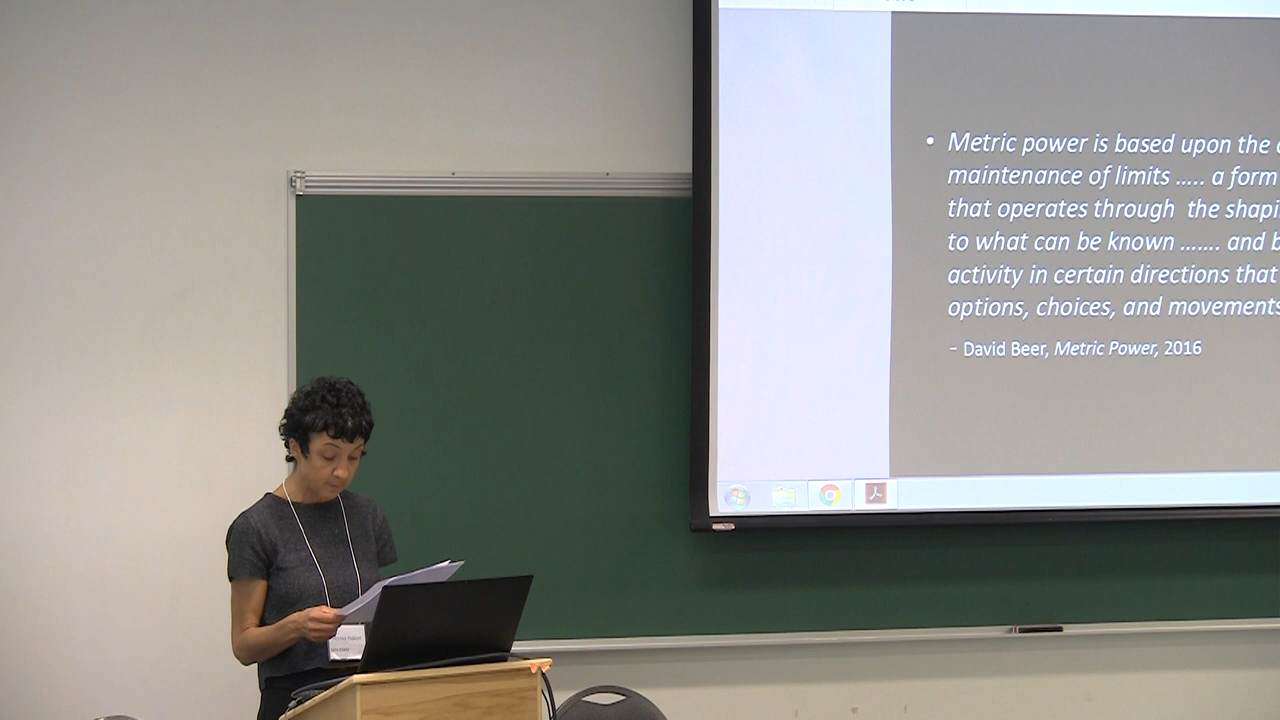 • Metric power is based upon the
maintenance of limits ..... a form
that operates through the shapi
to what can be known ....... and b
activity in certain directions that
options, choices, and movements
– David Beer, Metric Power, 2016